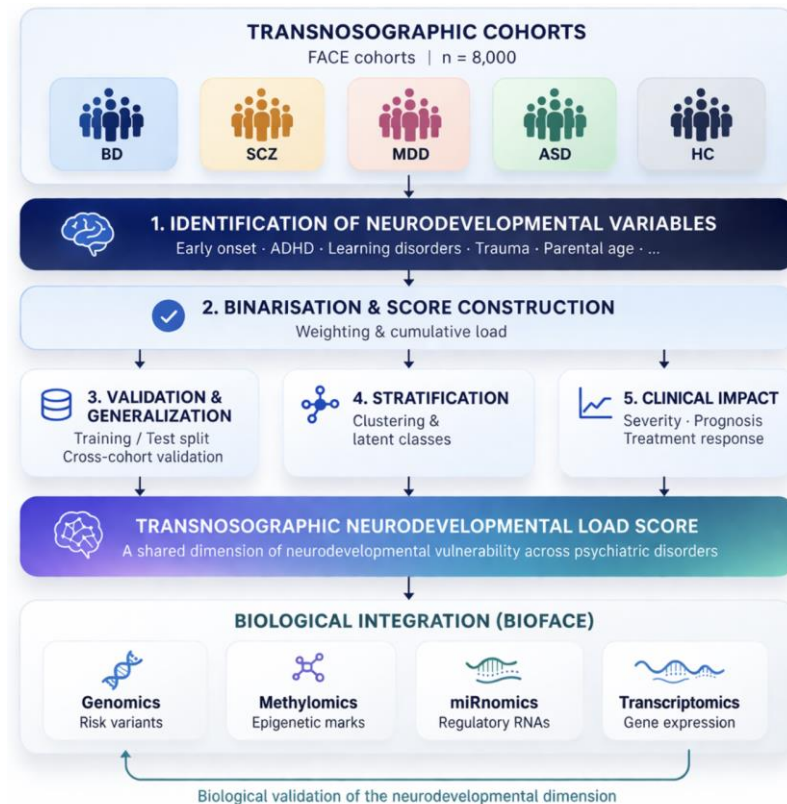 TRANSNOSOGRAPHIC COHORTS
FACE cohorts | n = 8,000
BD
SCZ
MDD
ASD
HC
1. IDENTIFICATION OF NEURODEVELOPMENTAL VARIABLES
Early onset · ADHD · Learning disorders · Trauma · Parental age · ...
2. BINARISATION & SCORE CONSTRUCTION
Weighting & cumulative load
3. VALIDATION &
GENERALIZATION
Training / Test split
Cross-cohort validation
4. STRATIFICATION
Clustering &
latent classes
5. CLINICAL IMPACT
Severity · Prognosis
Treatment response
TRANSNOSOGRAPHIC NEURODEVELOPMENTAL LOAD SCORE
A shared dimension of neurodevelopmental vulnerability across psychiatric disorders
BIOLOGICAL INTEGRATION (BIOFACE)
Genomics
Risk variants
Methylomics
Epigenetic marks
miRnomics
Regulatory RNAs
Transcriptomics
Gene expression
Biological validation of the neurodevelopmental dimension